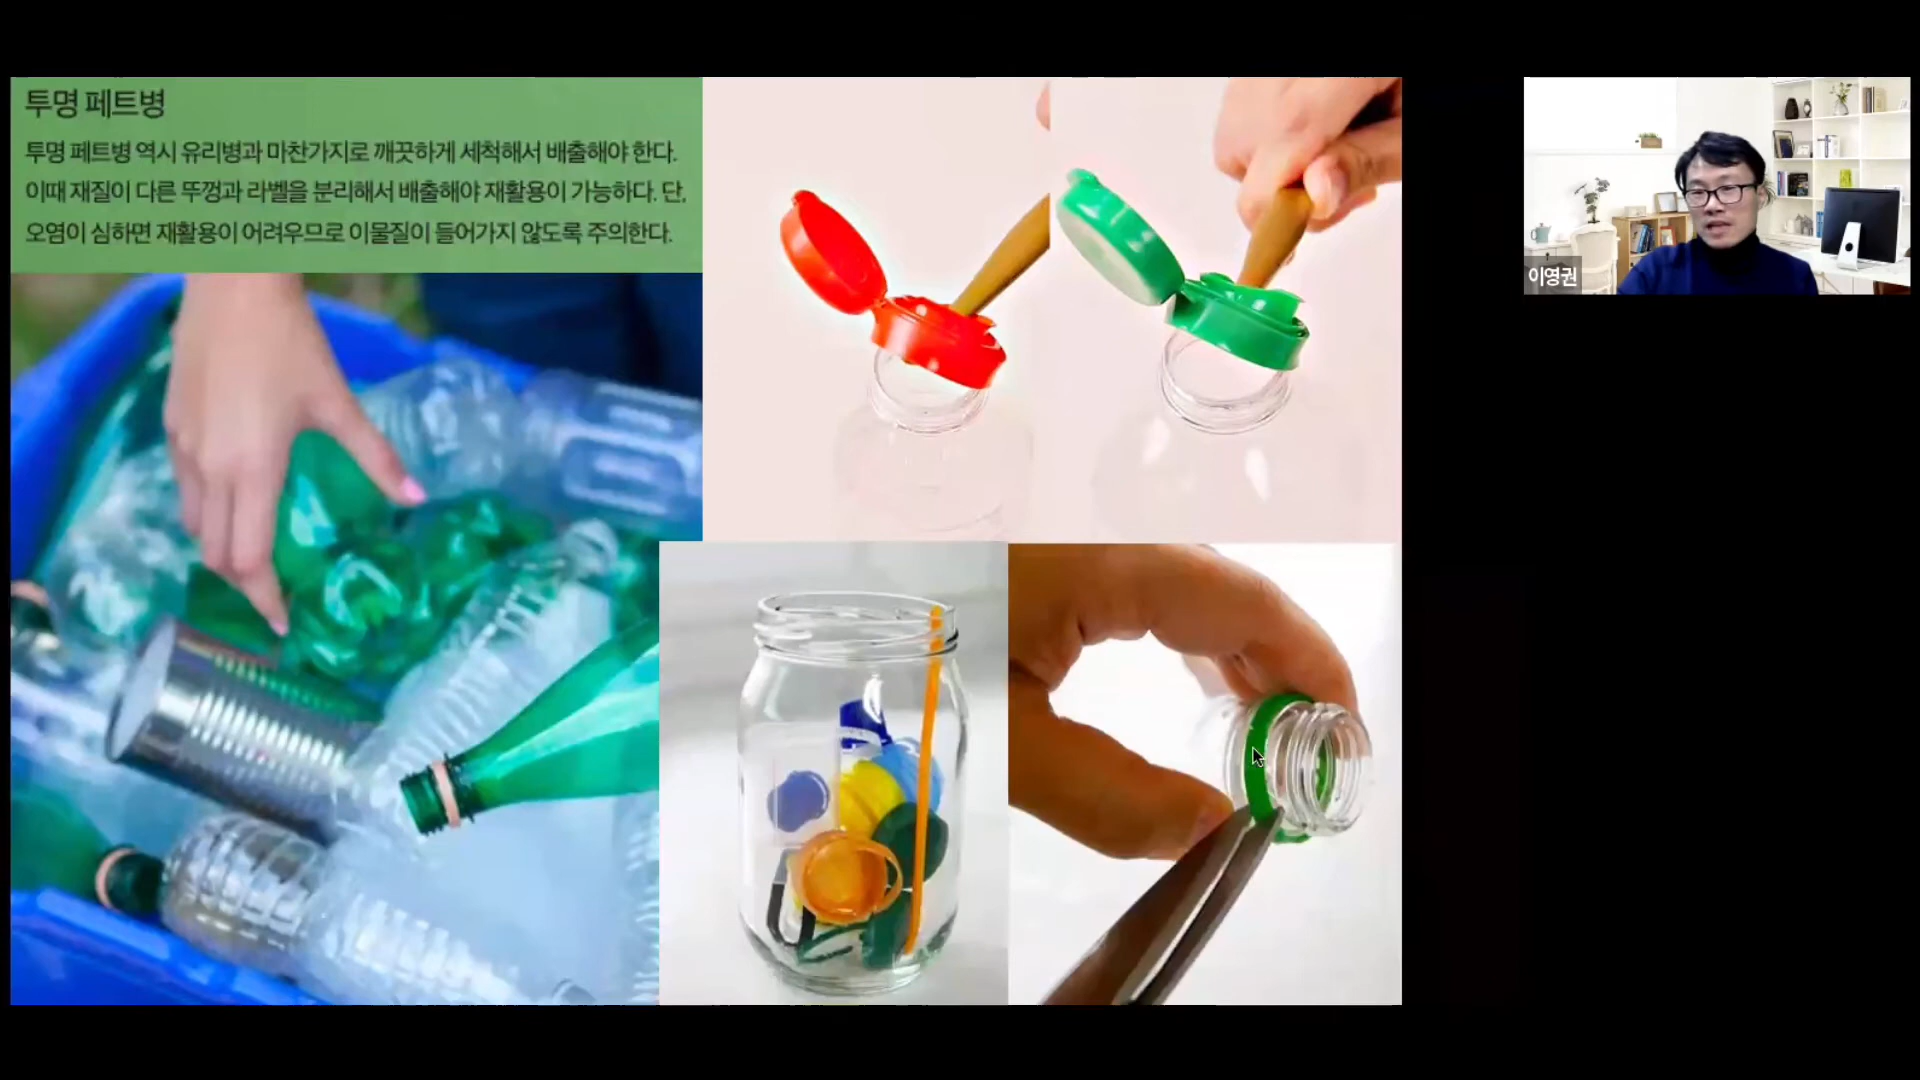 투명 페트병
투명 페트병 역시 유리병과 마찬가지로 깨끗하게 세척해서 배출해야 한다.
이때 재질이 다른 뚜껑과 라벨을 분리해서 배출해야 재활용이 가능하다. 단,
오염이 심하면 재활용이 어려우므로 이물질이 들어가지 않도록 주의한다.
이영권